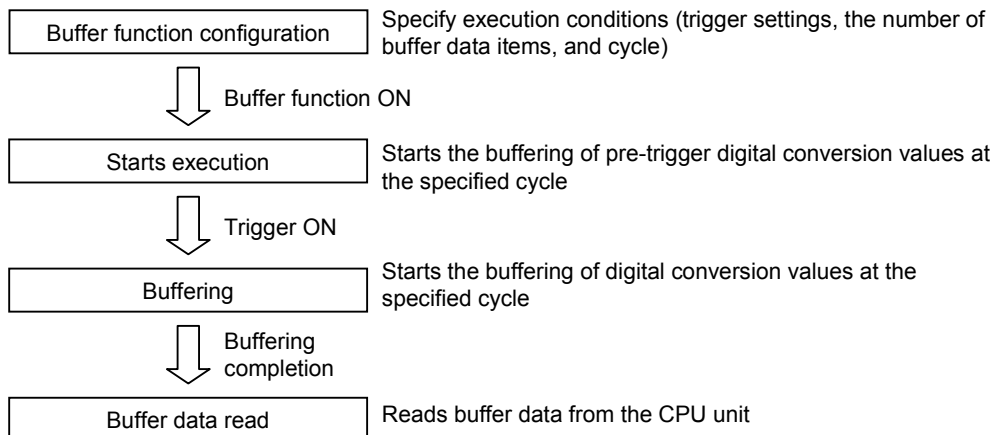 Buffer function configuration
Specify execution conditions (trigger settings, the number of
buffer data items, and cycle)
Buffer function ON
Starts execution
Starts the buffering of pre-trigger digital conversion values at
the specified cycle
Trigger ON
Buffering
Starts the buffering of digital conversion values at the
specified cycle
Buffering
completion
Buffer data read
Reads buffer data from the CPU unit